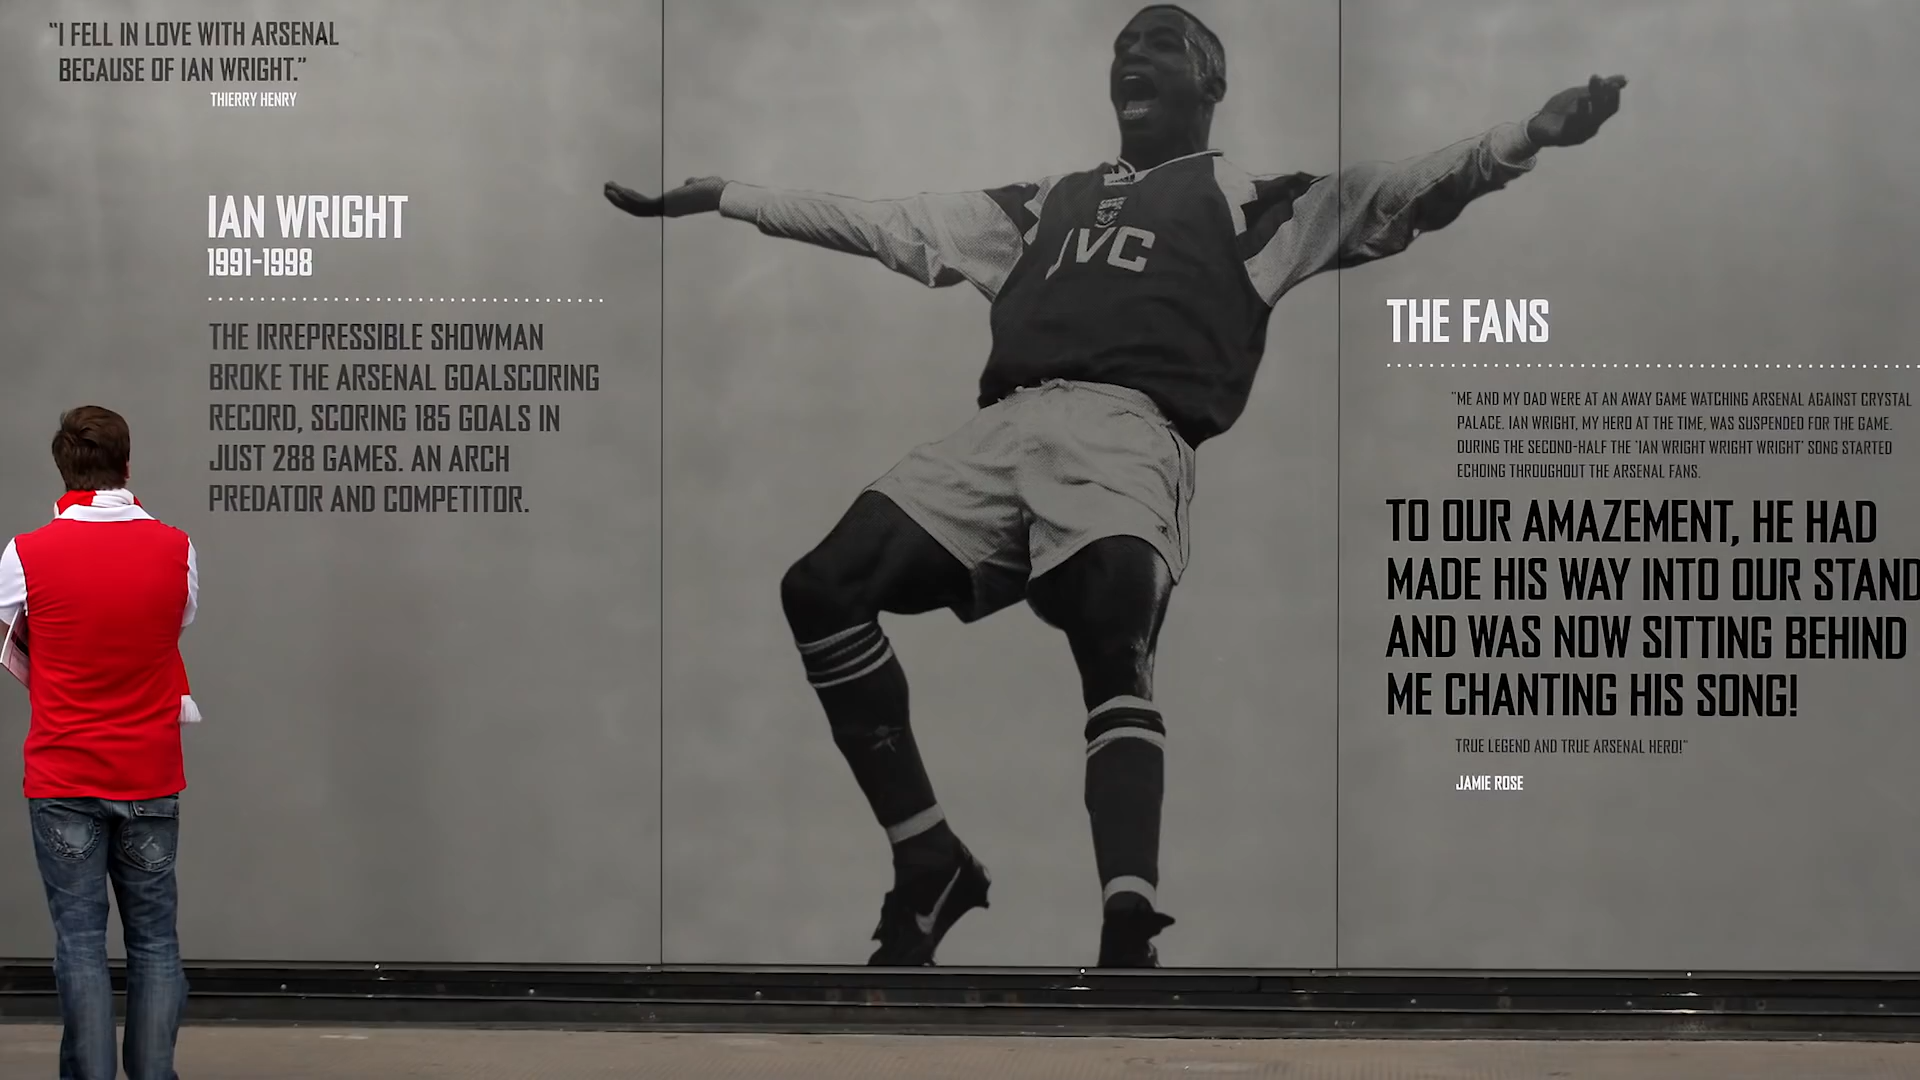 “I FELL IN LOVE WITH ARSENAL
BECAUSE OF IAN WRIGHT.”
THIERRY HENRY
IAN WRIGHT
1991-1998
THE IRREPRESSIBLE SHOWMAN
BROKE THE ARSENAL GOALSCORING
RECORD, SCORING 185 GOALS IN
JUST 288 GAMES. AN ARCH
PREDATOR AND COMPETITOR.
JVC
THE FANS
"ME AND MY DAD WERE AT AN AWAY GAME WATCHING ARSENAL AGAINST CRYSTAL
PALACE. IAN WRIGHT, MY HERO AT THE TIME, WAS SUSPENDED FOR THE GAME.
DURING THE SECOND-HALF THE 'IAN WRIGHT WRIGHT WRIGHT' SONG STARTED
ECHOING THROUGHOUT THE ARSENAL FANS.
TO OUR AMAZEMENT, HE HAD
MADE HIS WAY INTO OUR STAND
AND WAS NOW SITTING BEHIND
ME CHANTING HIS SONG!
TRUE LEGEND AND TRUE ARSENAL HERO!"
JAMIE ROSE